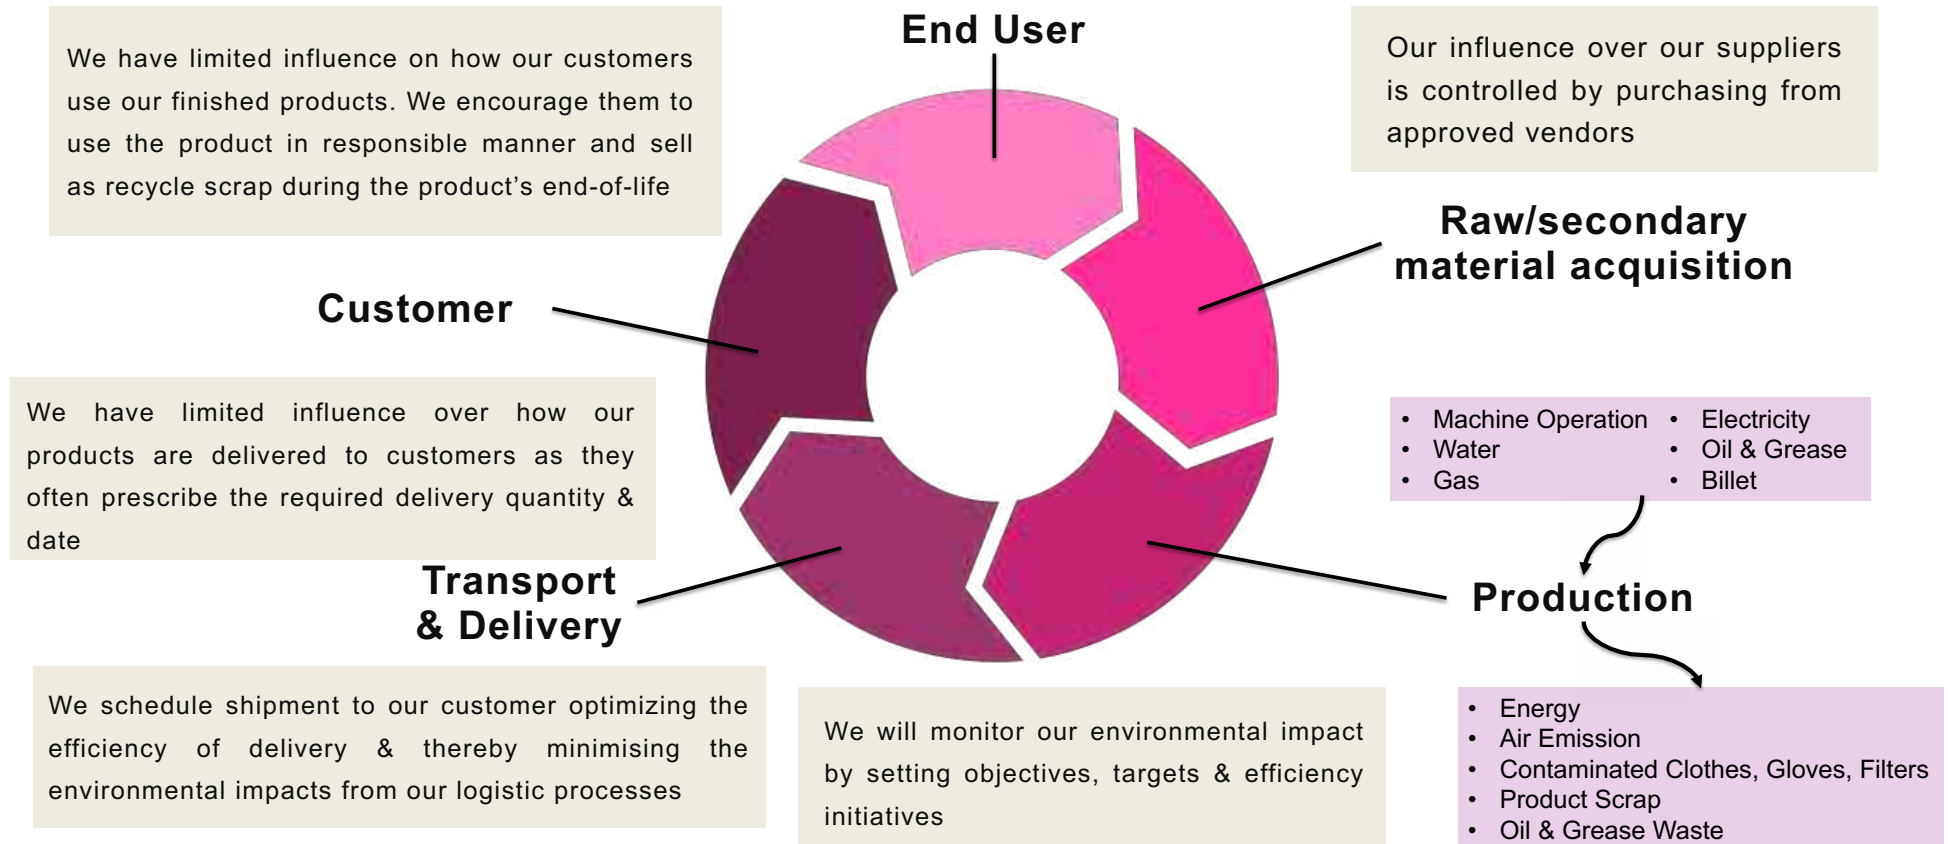 End User
We have limited influence on how our customers
use our finished products. We encourage them to
use the product in responsible manner and sell
as recycle scrap during the product’s end-of-life
Our influence over our suppliers
is controlled by purchasing from
approved vendors
Raw/secondary
material acquisition
Customer
We have limited influence over how our
products are delivered to customers as they
often prescribe the required delivery quantity &
date
• Machine Operation
• Water
• Gas
• Electricity
• Oil & Grease
• Billet
Transport
& Delivery
Production
We schedule shipment to our customer optimizing the
efficiency of delivery & thereby minimising the
environmental impacts from our logistic processes
We will monitor our environmental impact
by setting objectives, targets & efficiency
initiatives
• Energy
• Air Emission
• Contaminated Clothes, Gloves, Filters
• Product Scrap
• Oil & Grease Waste